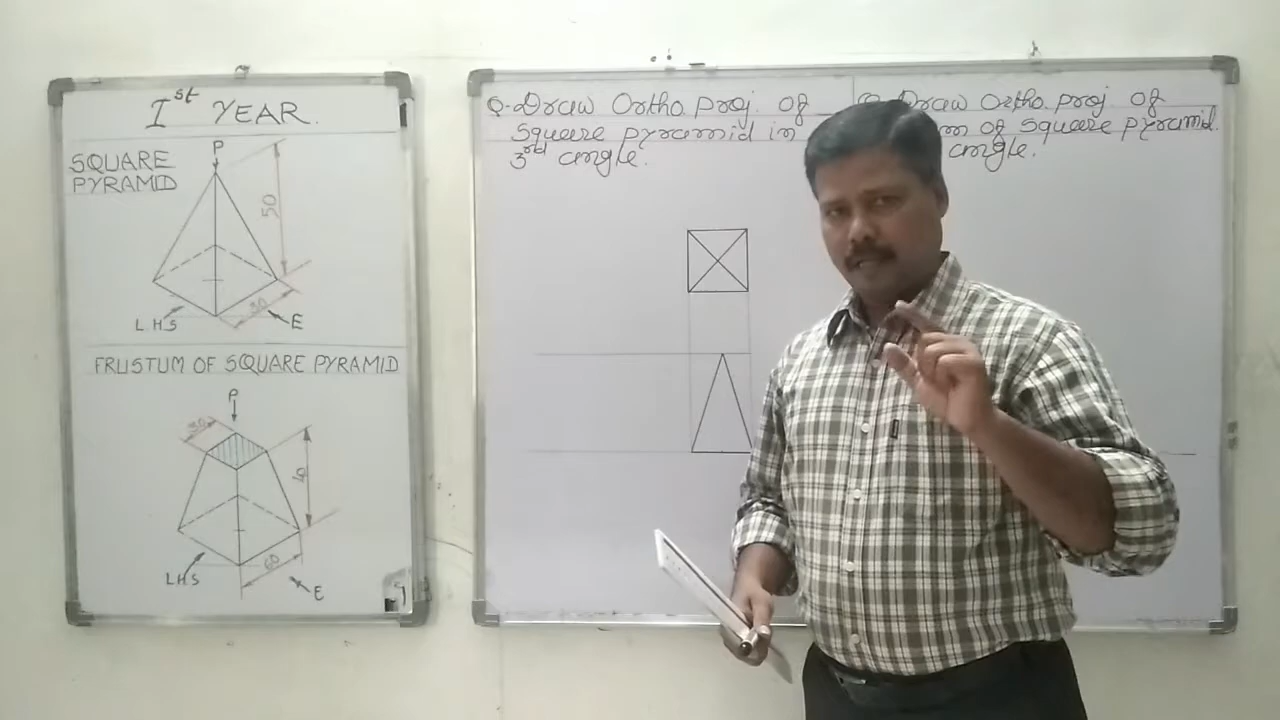 Ist YEAR.
SQUARE
PYRAMID
P
50
30
L H S
E
FRUSTUM OF SQUARE PYRAMID
P
30
40
60
LHS
E
Q-Draw Ortho proj. of
square pyramid in
3rd angle.
Draw Ortho. proj. of
of square pyramid.
angle.